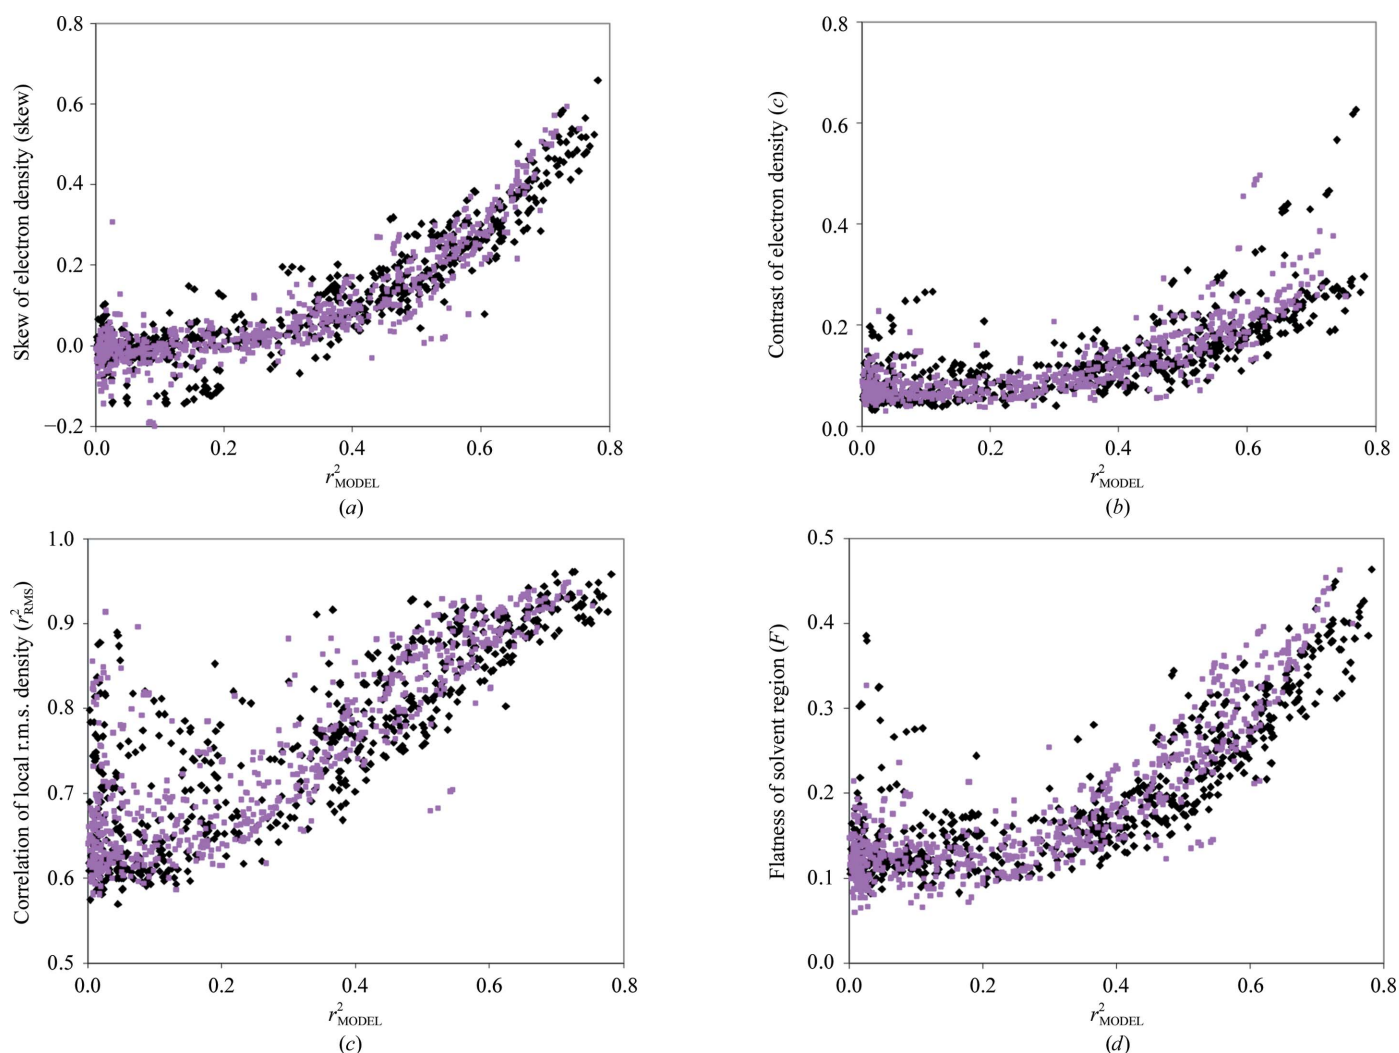 0.8
0.6
0.4
0.2
0.0
−0.2
Skew of electron density (skew)
0.0 0.2 0.4 0.6 0.8
r²MODEL
(a)
0.8
0.6
0.4
0.2
0.0
Contrast of electron density (c)
0.0 0.2 0.4 0.6 0.8
r²MODEL
(b)
1.0
0.9
0.8
0.7
0.6
0.5
Correlation of local r.m.s. density (r²RMS)
0.0 0.2 0.4 0.6 0.8
r²MODEL
(c)
0.5
0.4
0.3
0.2
0.1
0.0
Flatness of solvent region (F)
0.0 0.2 0.4 0.6 0.8
r²MODEL
(d)